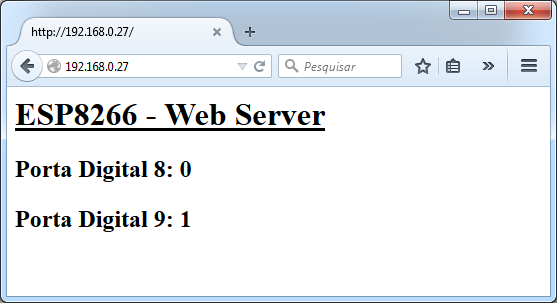 http://192.168.0.27/
192.168.0.27
Pesquisar
ESP8266 - Web Server
Porta Digital 8: 0
Porta Digital 9: 1